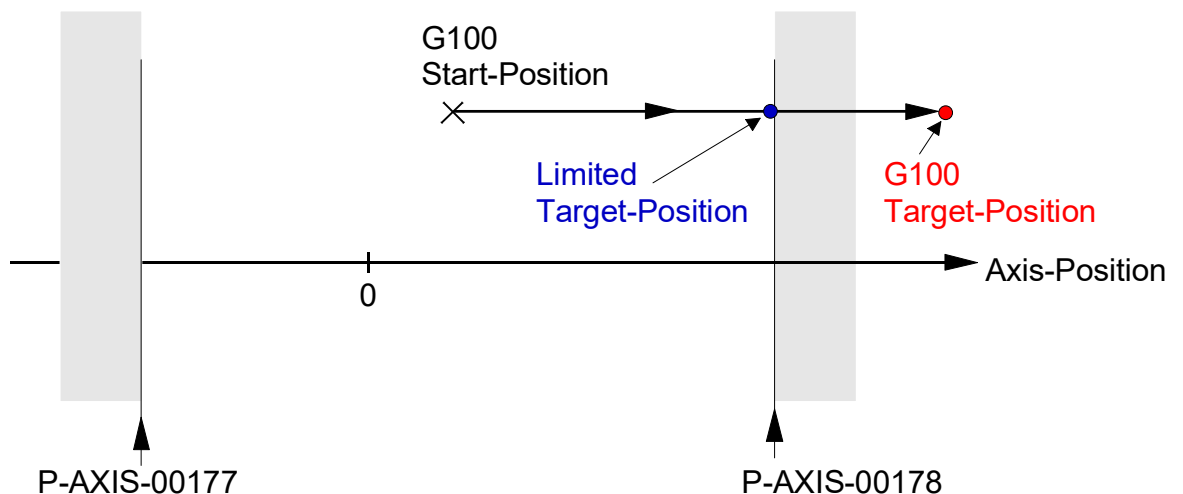 G100
Start-Position
Limited
Target-Position
G100
Target-Position
Axis-Position
0
P-AXIS-00177
P-AXIS-00178